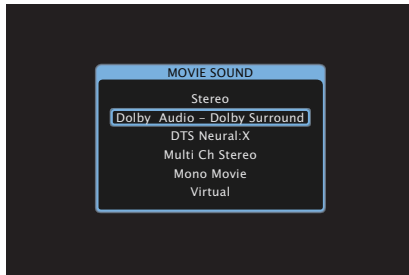 MOVIE SOUND
Stereo
Dolby Audio – Dolby Surround
DTS Neural:X
Multi Ch Stereo
Mono Movie
Virtual